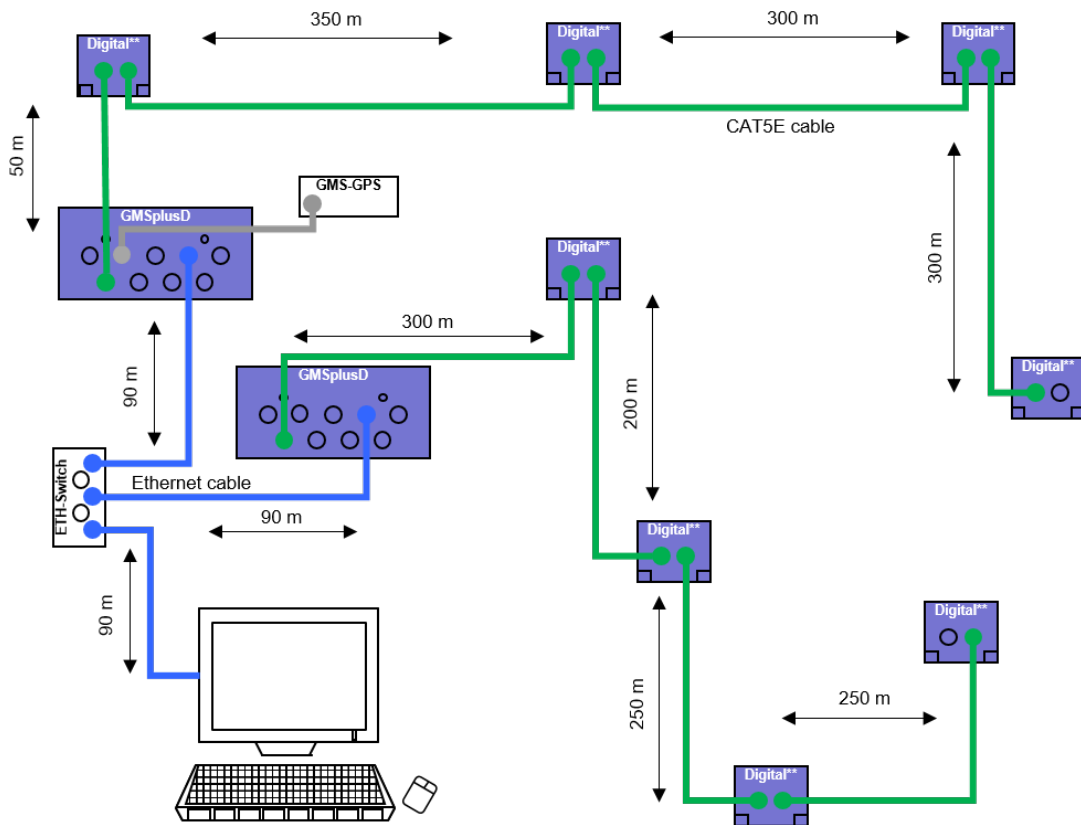 350 m
300 m
Digital**
Digital**
Digital**
CAT5E cable
50 m
GMS-GPS
GMSplusD
300 m
Digital**
300 m
GMSplusD
90 m
200 m
Digital**
ETH-Switch
Ethernet cable
90 m
Digital**
90 m
Digital**
250 m
250 m
Digital**